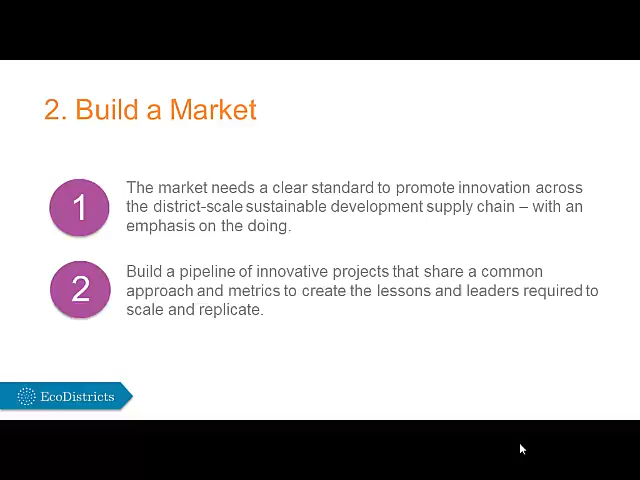 2. Build a Market
1
The market needs a clear standard to promote innovation across
the district-scale sustainable development supply chain – with an
emphasis on the doing.
2
Build a pipeline of innovative projects that share a common
approach and metrics to create the lessons and leaders required to
scale and replicate.
EcoDistricts